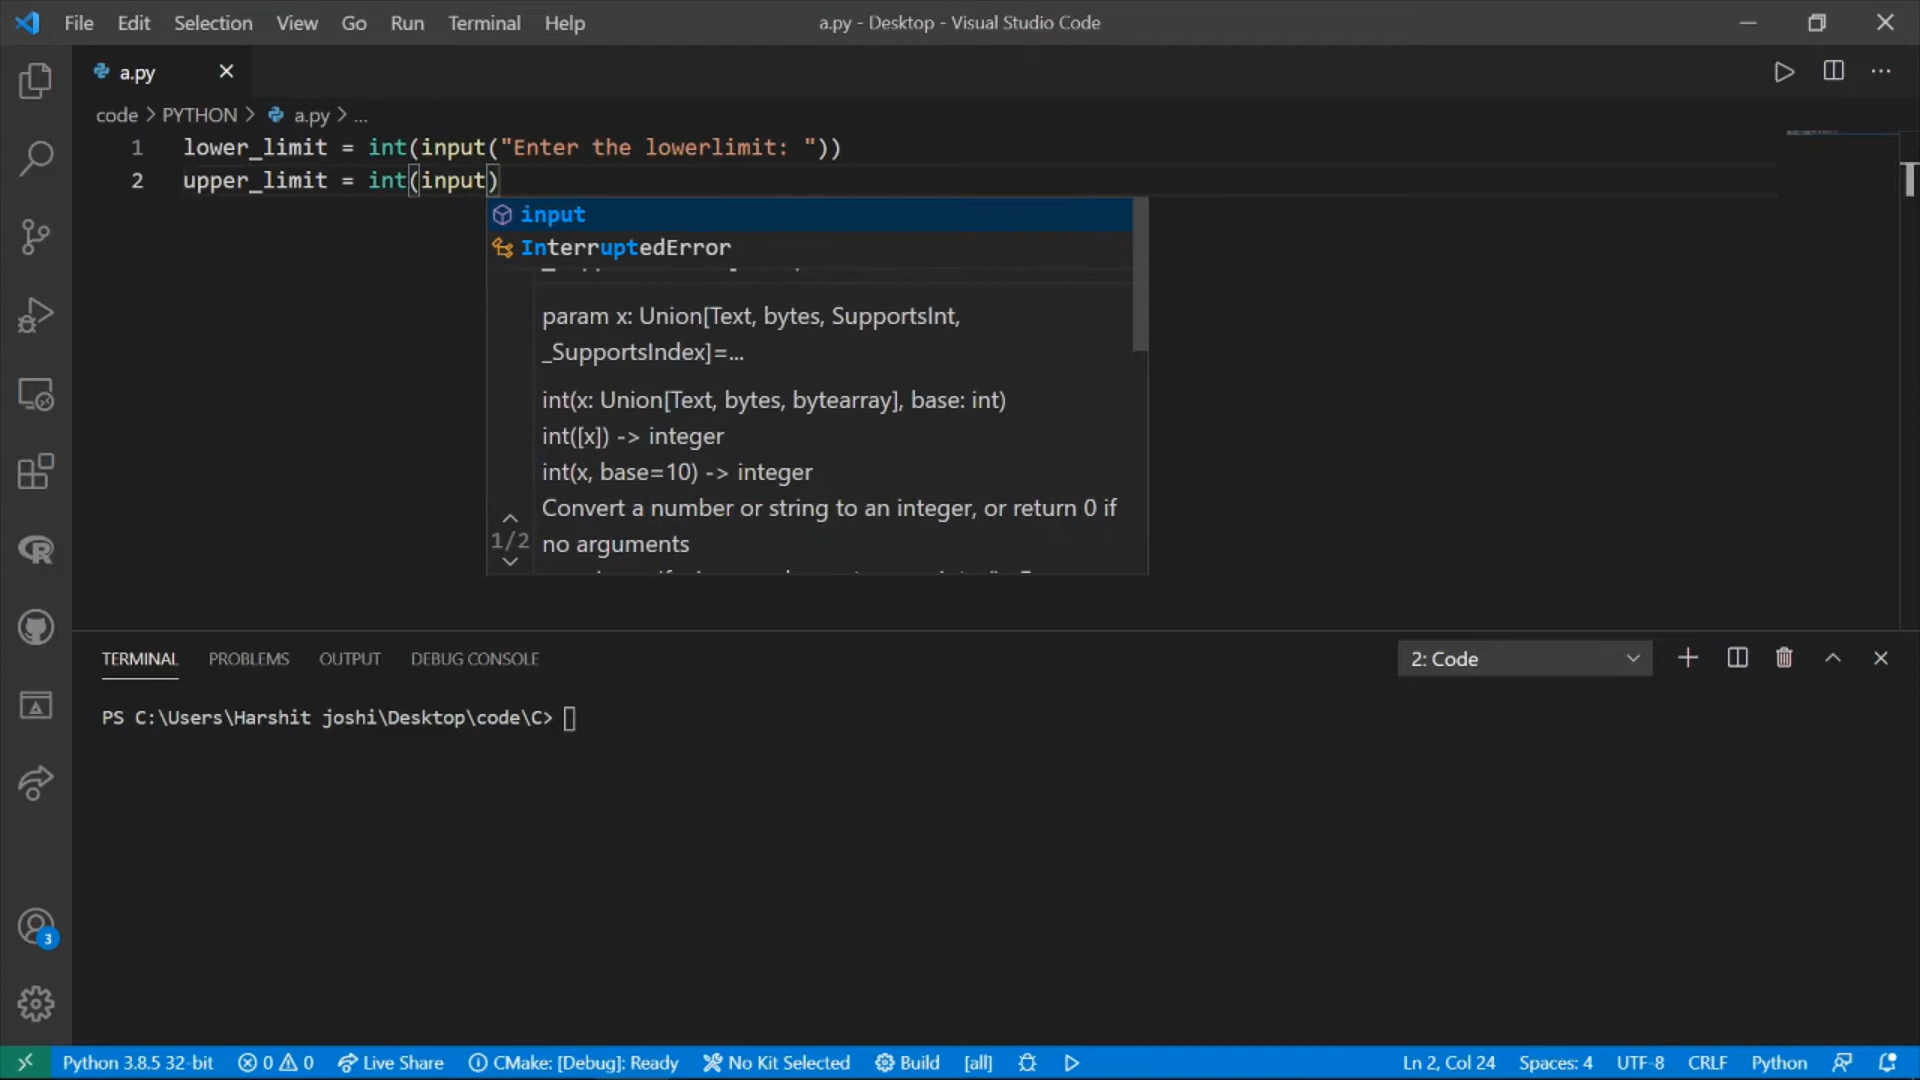 File Edit Selection View Go Run Terminal Help
a.py - Desktop - Visual Studio Code
a.py
code > PYTHON > a.py > ...
1 lower_limit = int(input("Enter the lowerlimit: "))
2 upper_limit = int(input)
input
InterruptedError
param x: Union[Text, bytes, SupportsInt,
_SupportsIndex]=...
int(x: Union[Text, bytes, bytearray], base: int)
int([x]) -> integer
int(x, base=10) -> integer
Convert a number or string to an integer, or return 0 if
1/2 no arguments
TERMINAL PROBLEMS OUTPUT DEBUG CONSOLE
2: Code
PS C:\Users\Harshit joshi\Desktop\code\C>
3
Python 3.8.5 32-bit 0 0 Live Share CMake: [Debug]: Ready No Kit Selected Build [all] Ln 2, Col 24 Spaces: 4 UTF-8 CRLF Python